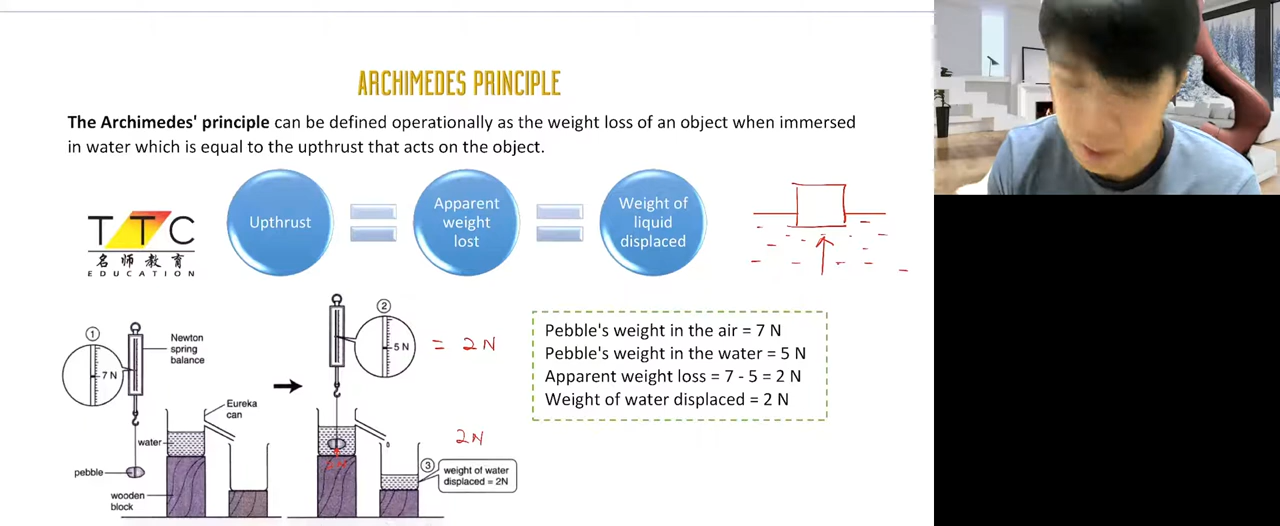 ARCHIMEDES PRINCIPLE
The Archimedes' principle can be defined operationally as the weight loss of an object when immersed
in water which is equal to the upthrust that acts on the object.
Upthrust
Apparent
weight
lost
Weight of
liquid
displaced
TTC
名师教育
EDUCATION
1
7 N
Newton
spring
balance
Eureka
can
water
pebble
wooden
block
2
5 N
= 2N
2N
3
weight of water
displaced = 2N
Pebble's weight in the air = 7 N
Pebble's weight in the water = 5 N
Apparent weight loss = 7 - 5 = 2 N
Weight of water displaced = 2 N